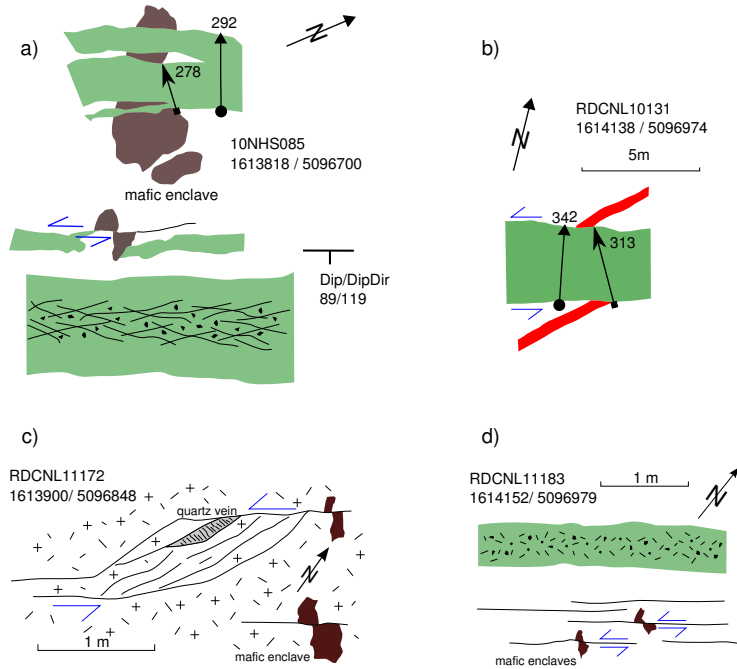 a)
292
N
278
10NHS085
1613818 / 5096700
mafic enclave
Dip/DipDir
89/119
b)
N
RDCNL10131
1614138 / 5096974
5m
342
313
c)
RDCNL11172
1613900/ 5096848
quartz vein
N
1 m
mafic enclave
d)
RDCNL11183
1614152/ 5096979
1 m
N
mafic enclaves